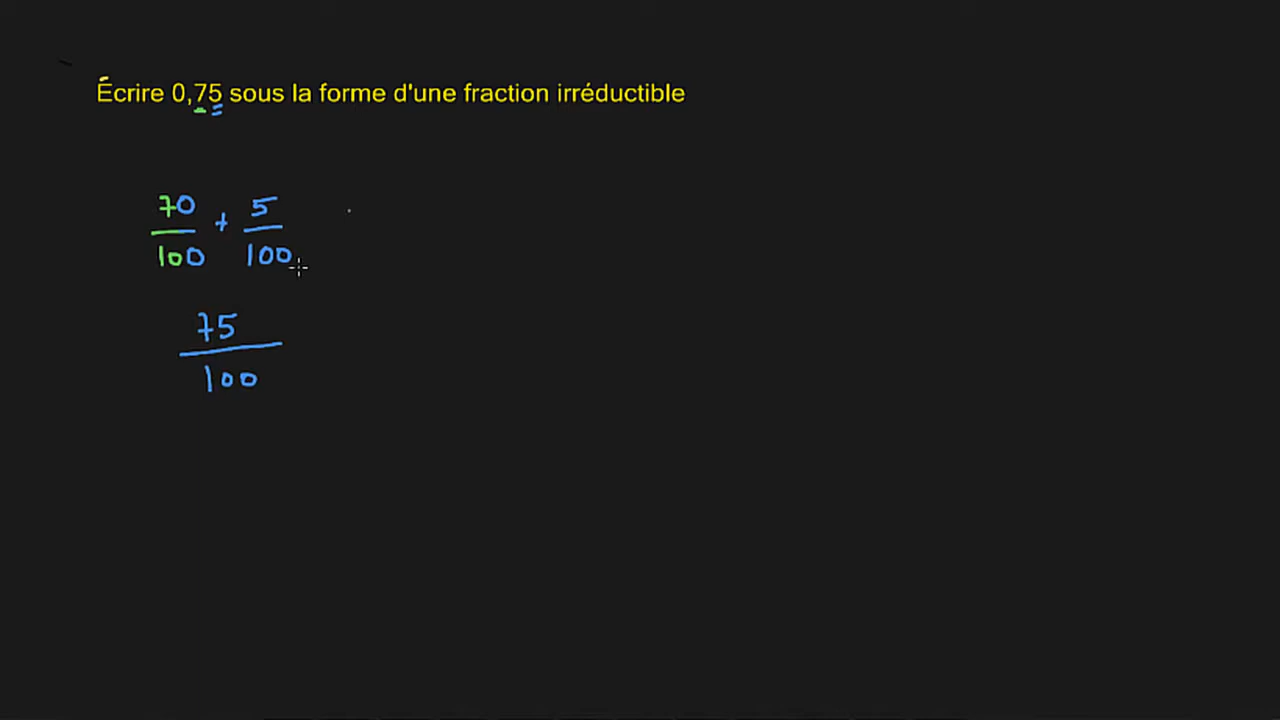 Écrire 0,75 sous la forme d'une fraction irréductible
70/100 + 5/100
75/100